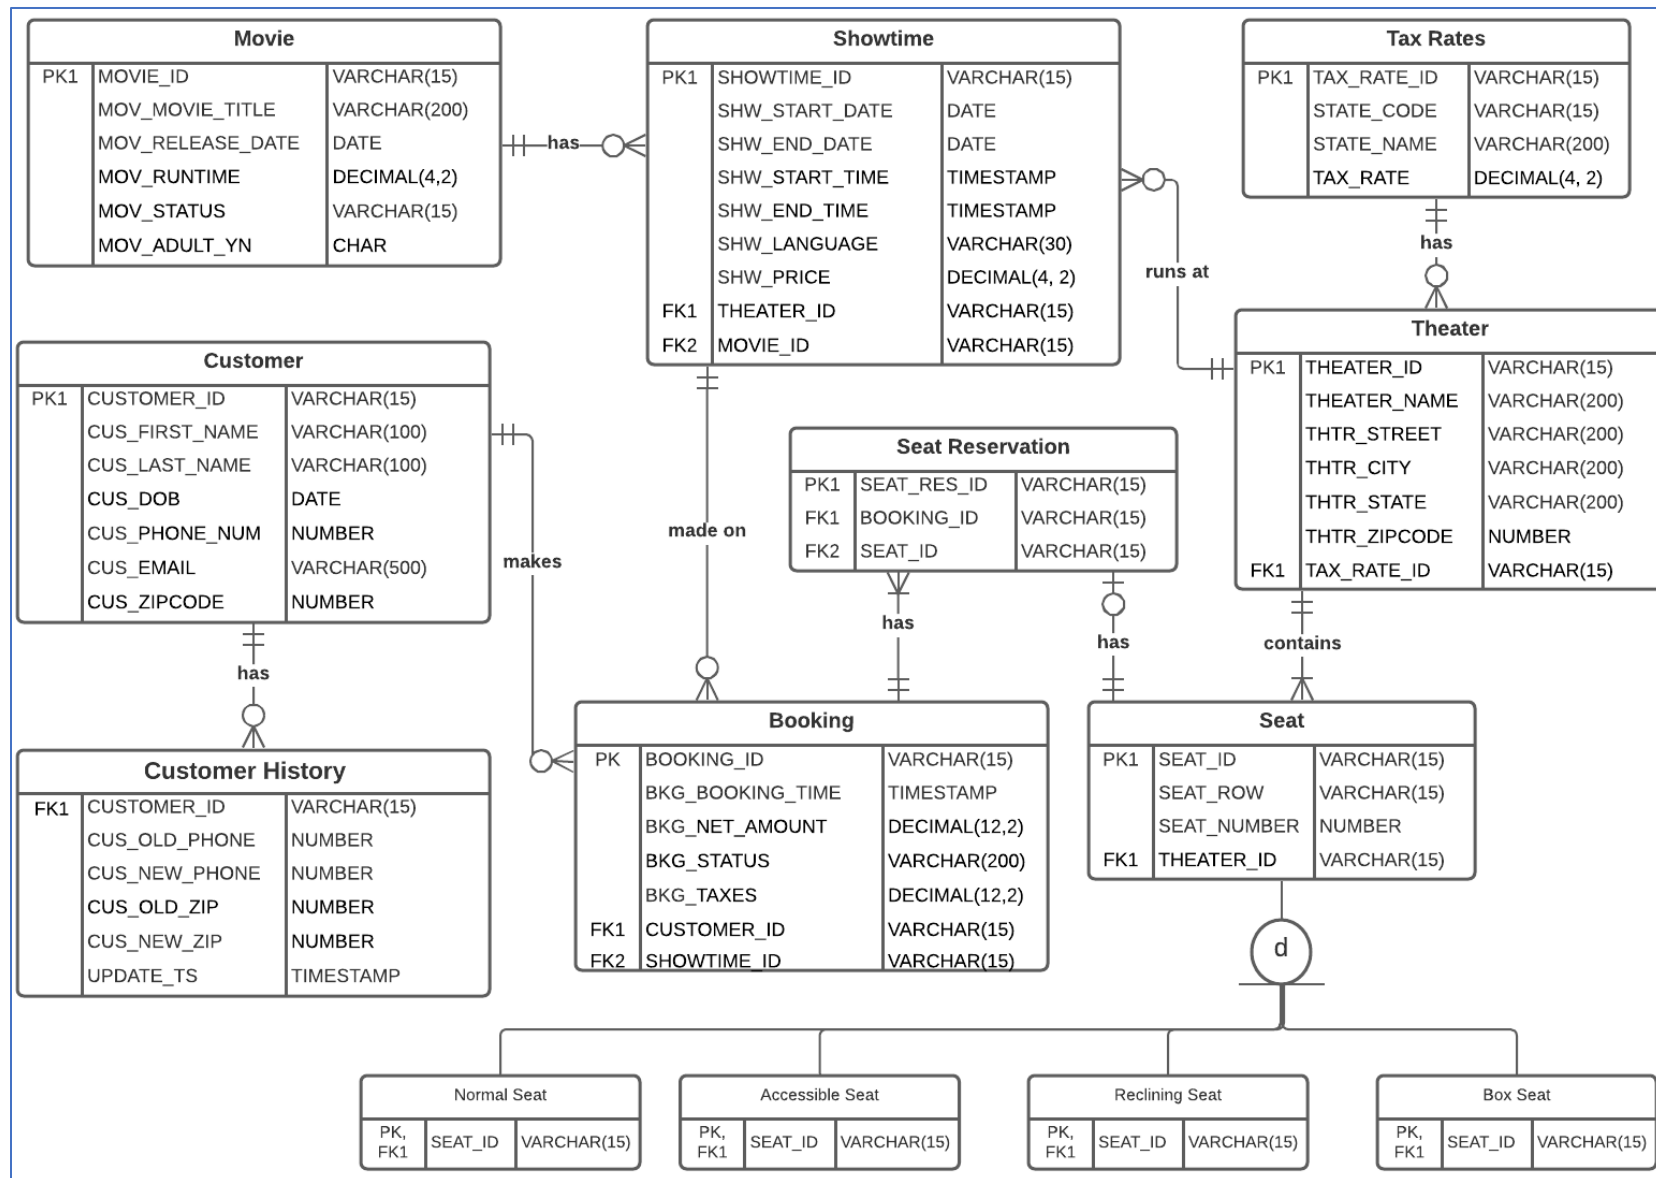 Movie
PK1 MOVIE_ID VARCHAR(15)
MOV_MOVIE_TITLE VARCHAR(200)
MOV_RELEASE_DATE DATE
MOV_RUNTIME DECIMAL(4,2)
MOV_STATUS VARCHAR(15)
MOV_ADULT_YN CHAR
has
Showtime
PK1 SHOWTIME_ID VARCHAR(15)
SHW_START_DATE DATE
SHW_END_DATE DATE
SHW_START_TIME TIMESTAMP
SHW_END_TIME TIMESTAMP
SHW_LANGUAGE VARCHAR(30)
SHW_PRICE DECIMAL(4, 2)
FK1 THEATER_ID VARCHAR(15)
FK2 MOVIE_ID VARCHAR(15)
runs at
Tax Rates
PK1 TAX_RATE_ID VARCHAR(15)
STATE_CODE VARCHAR(15)
STATE_NAME VARCHAR(200)
TAX_RATE DECIMAL(4, 2)
has
Theater
PK1 THEATER_ID VARCHAR(15)
THEATER_NAME VARCHAR(200)
THTR_STREET VARCHAR(200)
THTR_CITY VARCHAR(200)
THTR_STATE VARCHAR(200)
THTR_ZIPCODE NUMBER
FK1 TAX_RATE_ID VARCHAR(15)
contains
Customer
PK1 CUSTOMER_ID VARCHAR(15)
CUS_FIRST_NAME VARCHAR(100)
CUS_LAST_NAME VARCHAR(100)
CUS_DOB DATE
CUS_PHONE_NUM NUMBER
CUS_EMAIL VARCHAR(500)
CUS_ZIPCODE NUMBER
has
makes
made on
Seat Reservation
PK1 SEAT_RES_ID VARCHAR(15)
FK1 BOOKING_ID VARCHAR(15)
FK2 SEAT_ID VARCHAR(15)
has
has
Customer History
FK1 CUSTOMER_ID VARCHAR(15)
CUS_OLD_PHONE NUMBER
CUS_NEW_PHONE NUMBER
CUS_OLD_ZIP NUMBER
CUS_NEW_ZIP NUMBER
UPDATE_TS TIMESTAMP
Booking
PK BOOKING_ID VARCHAR(15)
BKG_BOOKING_TIME TIMESTAMP
BKG_NET_AMOUNT DECIMAL(12,2)
BKG_STATUS VARCHAR(200)
BKG_TAXES DECIMAL(12,2)
FK1 CUSTOMER_ID VARCHAR(15)
FK2 SHOWTIME_ID VARCHAR(15)
Seat
PK1 SEAT_ID VARCHAR(15)
SEAT_ROW VARCHAR(15)
SEAT_NUMBER NUMBER
FK1 THEATER_ID VARCHAR(15)
d
Normal Seat
PK, FK1 SEAT_ID VARCHAR(15)
Accessible Seat
PK, FK1 SEAT_ID VARCHAR(15)
Reclining Seat
PK, FK1 SEAT_ID VARCHAR(15)
Box Seat
PK, FK1 SEAT_ID VARCHAR(15)